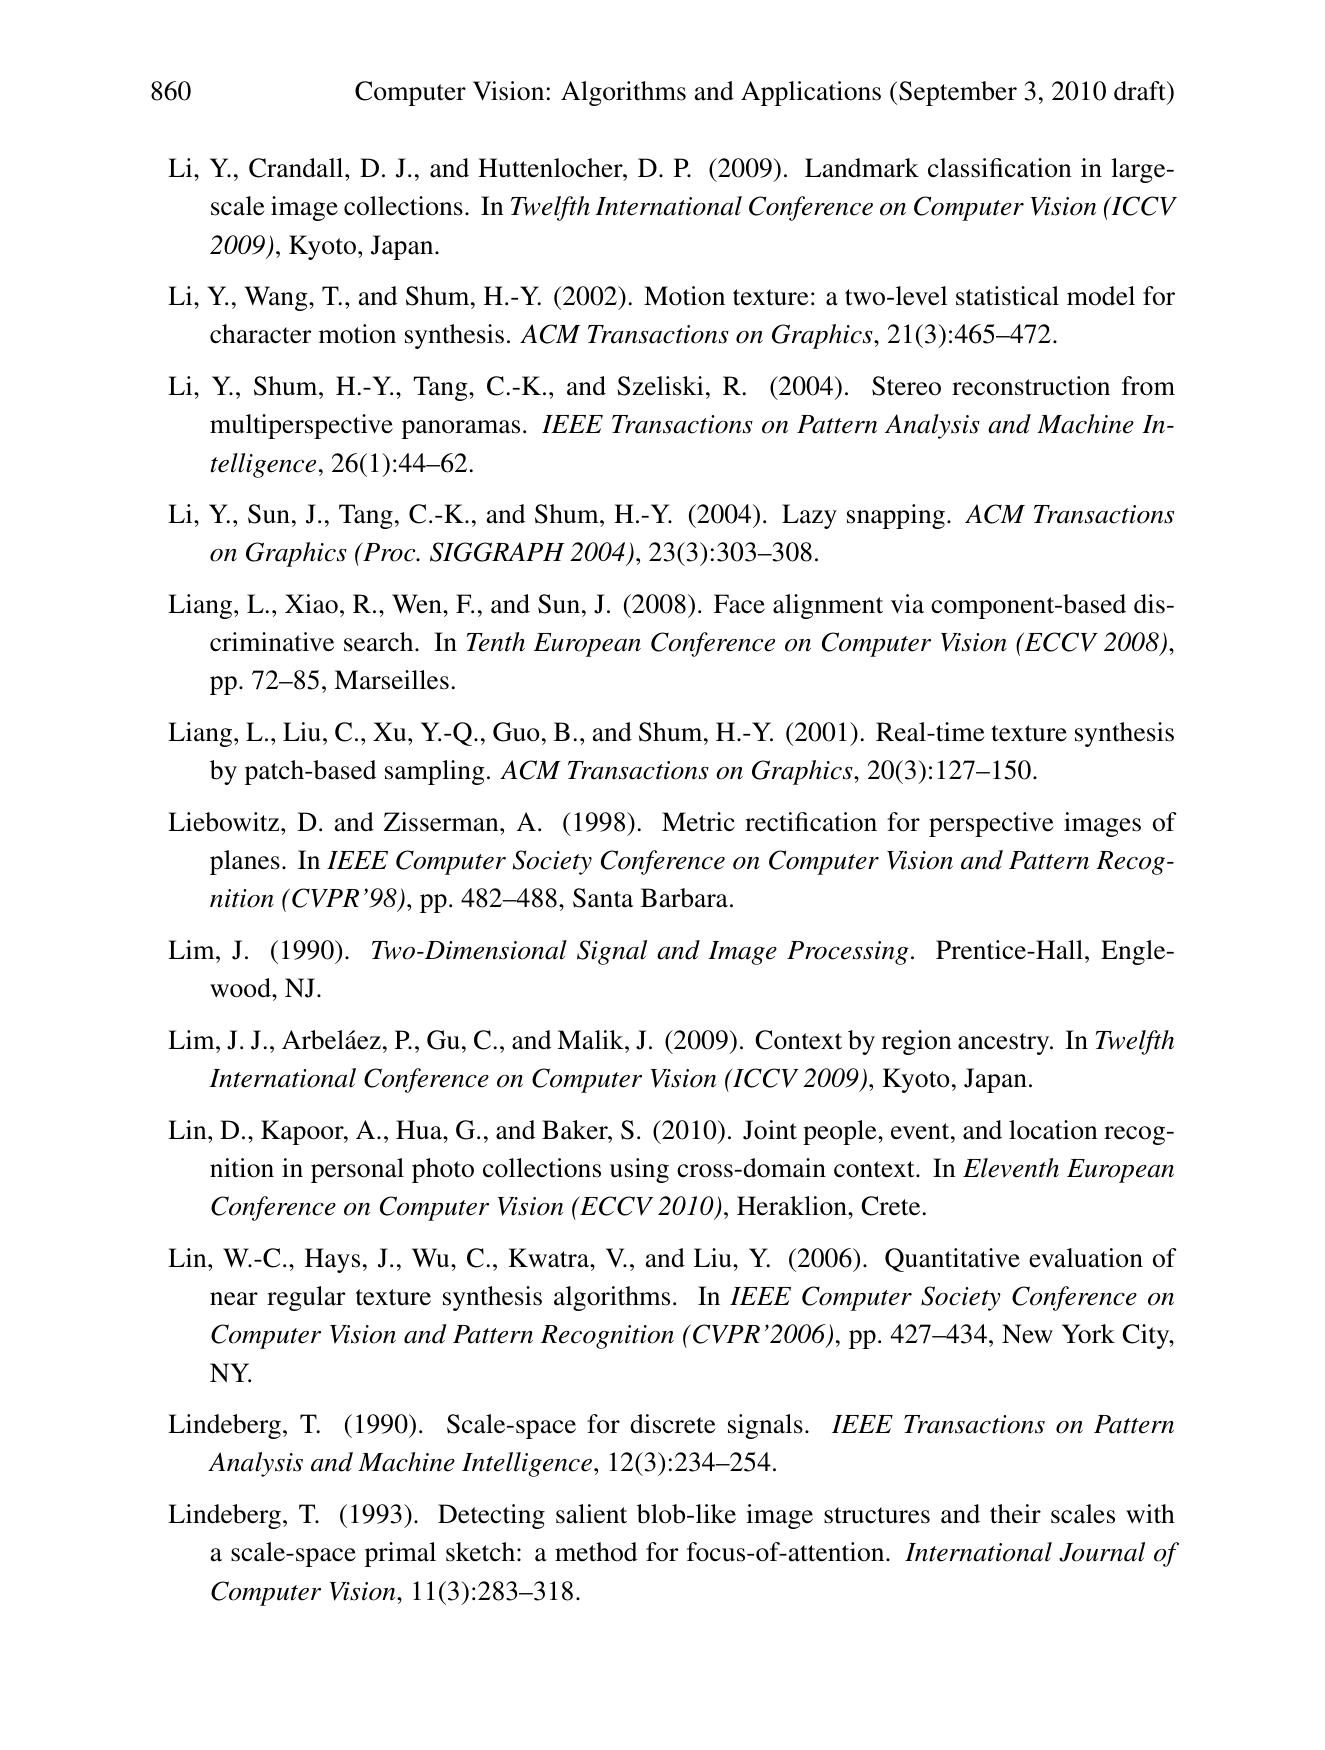 860 Computer Vision: Algorithms and Applications (September 3, 2010 draft)
Li, Y., Crandall, D. J., and Huttenlocher, D. P. (2009). Landmark classification in large-
scale image collections. In Twelfth International Conference on Computer Vision (ICCV
2009), Kyoto, Japan.
Li, Y., Wang, T., and Shum, H.-Y. (2002). Motion texture: a two-level statistical model for
character motion synthesis. ACM Transactions on Graphics, 21(3):465–472.
Li, Y., Shum, H.-Y., Tang, C.-K., and Szeliski, R. (2004). Stereo reconstruction from
multiperspective panoramas. IEEE Transactions on Pattern Analysis and Machine In-
telligence, 26(1):44–62.
Li, Y., Sun, J., Tang, C.-K., and Shum, H.-Y. (2004). Lazy snapping. ACM Transactions
on Graphics (Proc. SIGGRAPH 2004), 23(3):303–308.
Liang, L., Xiao, R., Wen, F., and Sun, J. (2008). Face alignment via component-based dis-
criminative search. In Tenth European Conference on Computer Vision (ECCV 2008),
pp. 72–85, Marseilles.
Liang, L., Liu, C., Xu, Y.-Q., Guo, B., and Shum, H.-Y. (2001). Real-time texture synthesis
by patch-based sampling. ACM Transactions on Graphics, 20(3):127–150.
Liebowitz, D. and Zisserman, A. (1998). Metric rectification for perspective images of
planes. In IEEE Computer Society Conference on Computer Vision and Pattern Recog-
nition (CVPR'98), pp. 482–488, Santa Barbara.
Lim, J. (1990). Two-Dimensional Signal and Image Processing. Prentice-Hall, Engle-
wood, NJ.
Lim, J. J., Arbeláez, P., Gu, C., and Malik, J. (2009). Context by region ancestry. In Twelfth
International Conference on Computer Vision (ICCV 2009), Kyoto, Japan.
Lin, D., Kapoor, A., Hua, G., and Baker, S. (2010). Joint people, event, and location recog-
nition in personal photo collections using cross-domain context. In Eleventh European
Conference on Computer Vision (ECCV 2010), Heraklion, Crete.
Lin, W.-C., Hays, J., Wu, C., Kwatra, V., and Liu, Y. (2006). Quantitative evaluation of
near regular texture synthesis algorithms. In IEEE Computer Society Conference on
Computer Vision and Pattern Recognition (CVPR'2006), pp. 427–434, New York City,
NY.
Lindeberg, T. (1990). Scale-space for discrete signals. IEEE Transactions on Pattern
Analysis and Machine Intelligence, 12(3):234–254.
Lindeberg, T. (1993). Detecting salient blob-like image structures and their scales with
a scale-space primal sketch: a method for focus-of-attention. International Journal of
Computer Vision, 11(3):283–318.